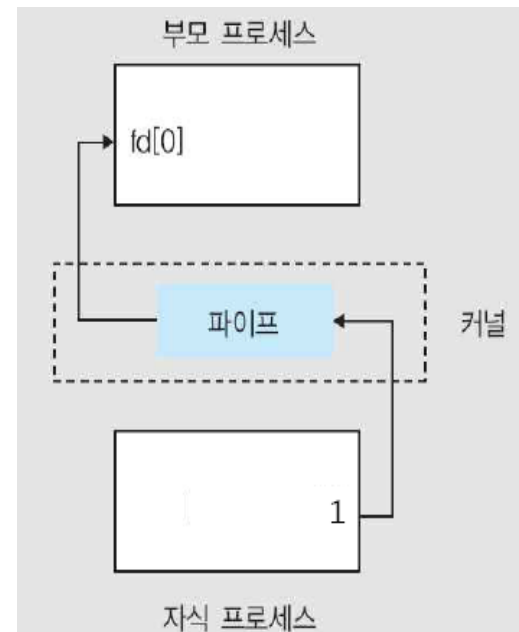 부모 프로세스
fd[0]
파이프
커널
1
자식 프로세스